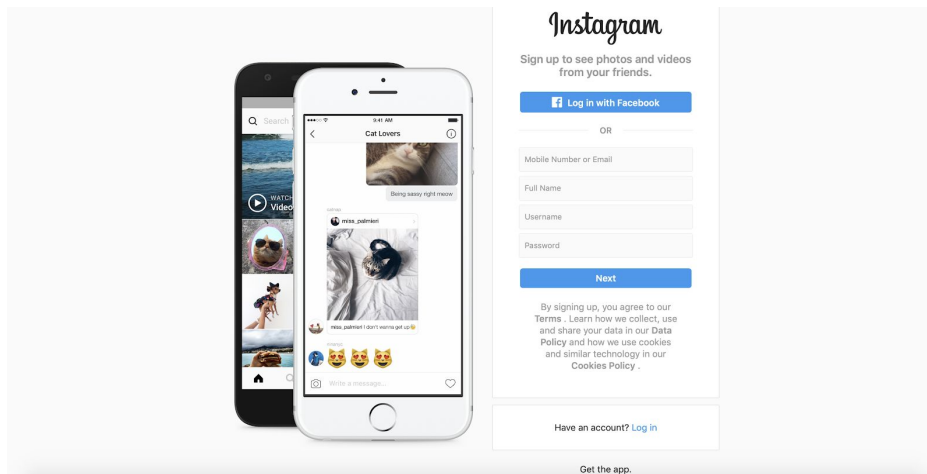 Instagram
Sign up to see photos and videos
from your friends.
Log in with Facebook
OR
Mobile Number or Email
Full Name
Username
Password
Next
By signing up, you agree to our
Terms . Learn how we collect, use
and share your data in our Data
Policy and how we use cookies
and similar technology in our
Cookies Policy .
Have an account? Log in
Get the app.
Search
WATCH
Video
9:41 AM
Cat Lovers
Being sassy right meow
miss_palmieri
miss_palmieri I don't wanna get up
Write a message...